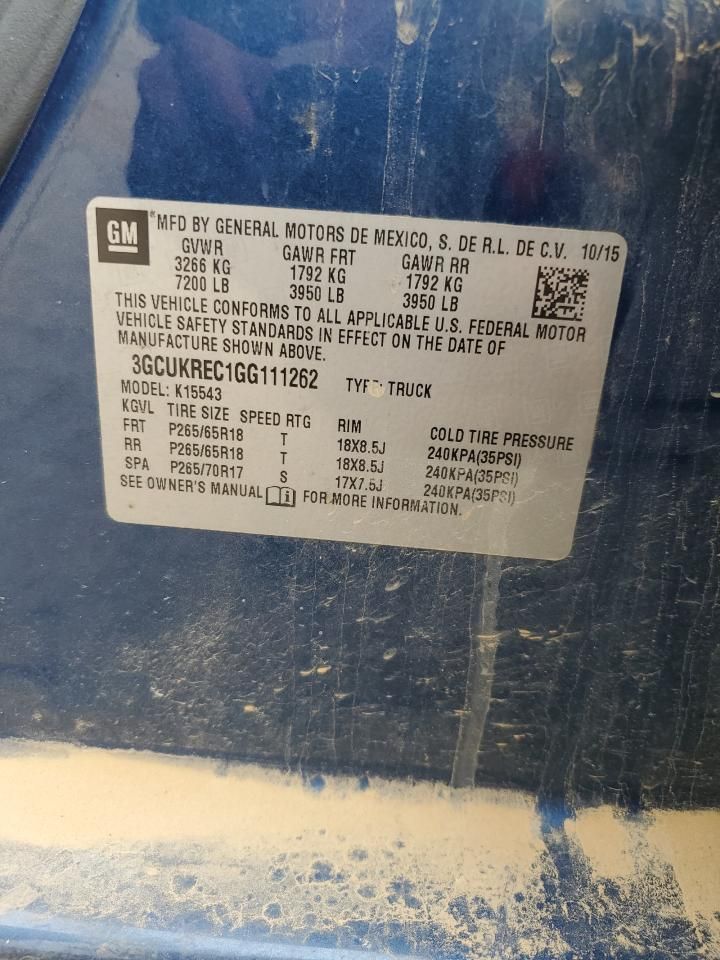 GM
*MFD BY GENERAL MOTORS DE MEXICO, S. DE R.L. DE C.V. 10/15
GVWR GAWR FRT GAWR RR
3266 KG 1792 KG 1792 KG
7200 LB 3950 LB 3950 LB
THIS VEHICLE CONFORMS TO ALL APPLICABLE U.S. FEDERAL MOTOR
VEHICLE SAFETY STANDARDS IN EFFECT ON THE DATE OF
MANUFACTURE SHOWN ABOVE.
3GCUKREC1GG111262 TYPE: TRUCK
MODEL: K15543
KGVL TIRE SIZE SPEED RTG RIM COLD TIRE PRESSURE
FRT P265/65R18 T 18X8.5J 240KPA(35PSI)
RR P265/65R18 T 18X8.5J 240KPA(35PSI)
SPA P265/70R17 S 17X7.5J 240KPA(35PSI)
SEE OWNER'S MANUAL FOR MORE INFORMATION.